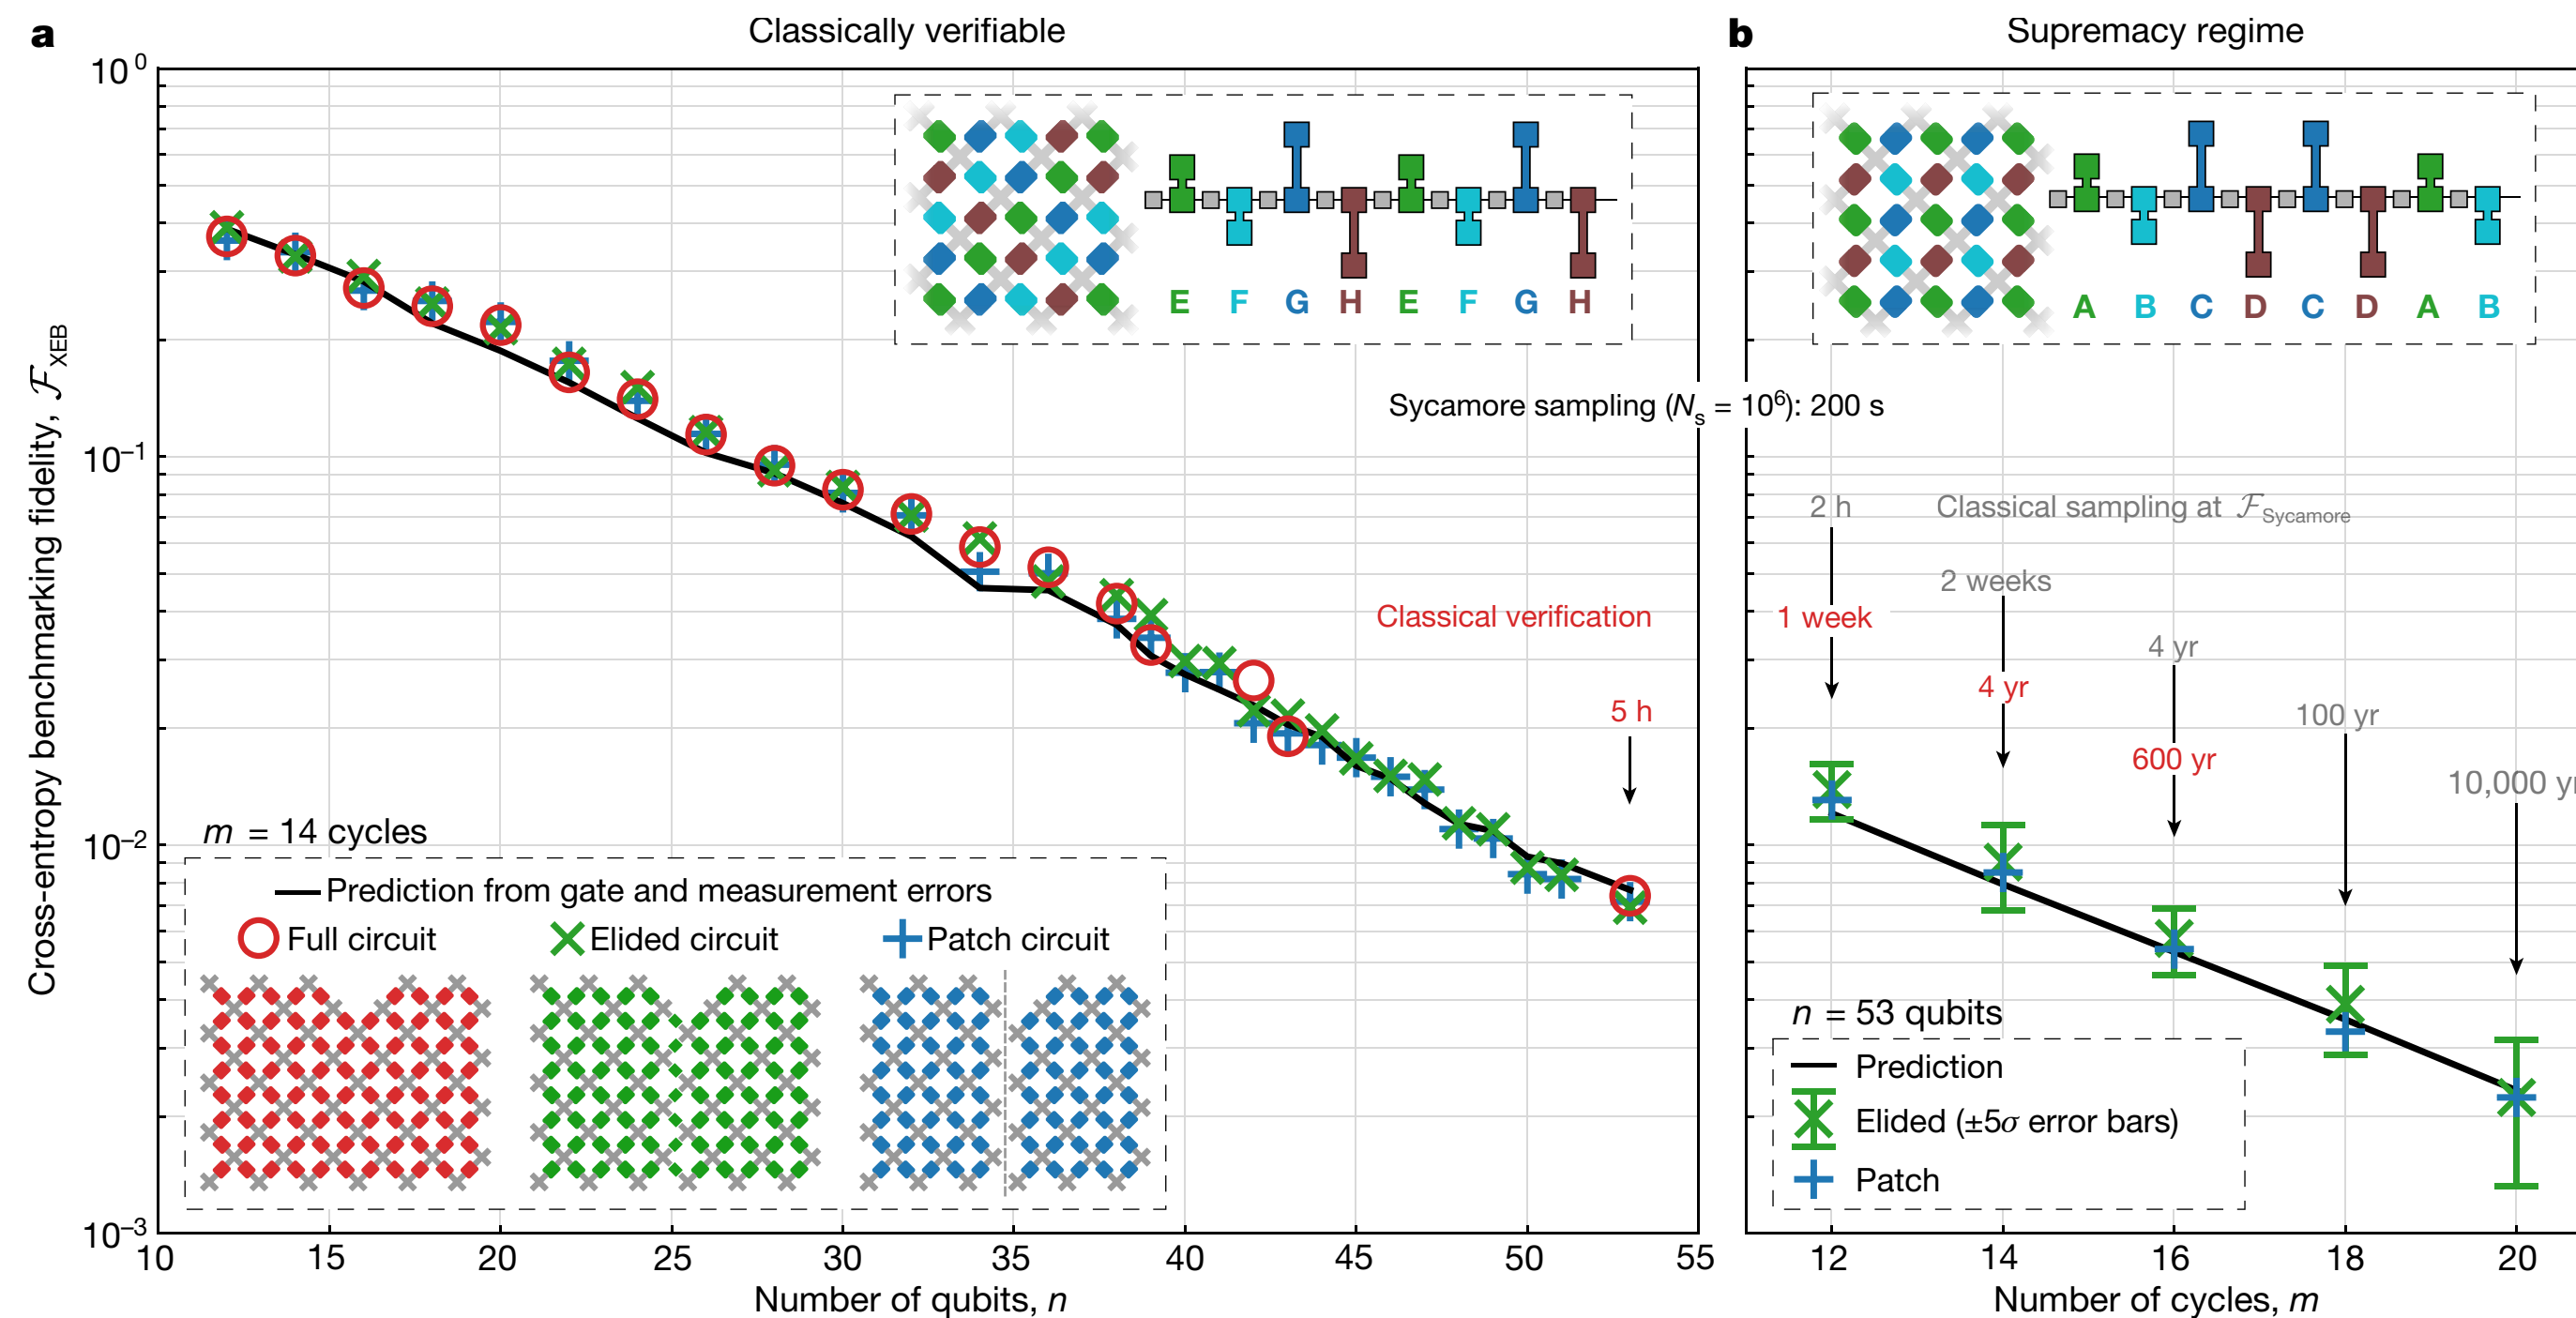 a
Classically verifiable
b
Supremacy regime
10⁰
10⁻¹
10⁻²
10⁻³
Cross-entropy benchmarking fidelity, ℱXEB
E F G H E F G H
A B C D C D A B
Sycamore sampling (Nₛ = 10⁶): 200 s
Classical verification
5 h
2 h
Classical sampling at ℱSycamore
1 week
2 weeks
4 yr
4 yr
600 yr
100 yr
10,000 yr
m = 14 cycles
Prediction from gate and measurement errors
Full circuit
Elided circuit
Patch circuit
n = 53 qubits
Prediction
Elided (±5σ error bars)
Patch
10 15 20 25 30 35 40 45 50 55
Number of qubits, n
12 14 16 18 20
Number of cycles, m